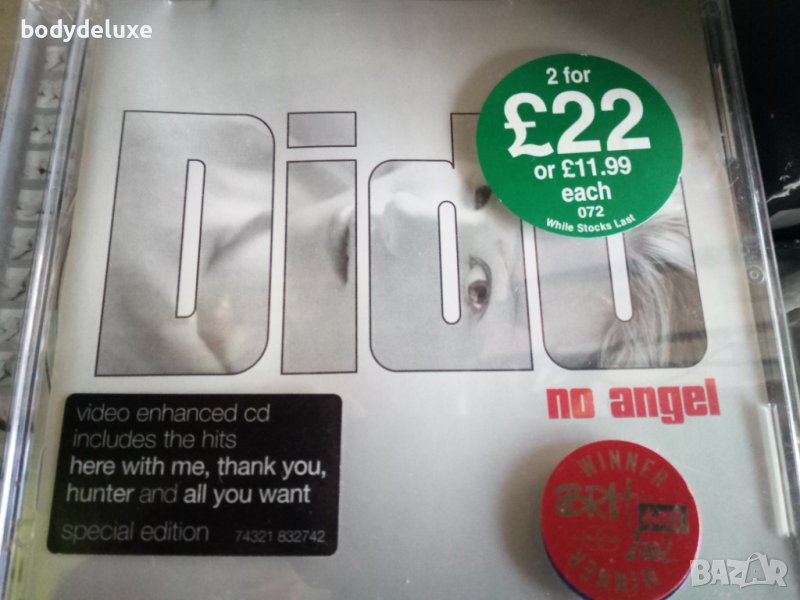 bodydeluxe
Dido
2 for
£22
or £11.99
each
072
While Stocks Last
no angel
video enhanced cd
includes the hits
here with me, thank you,
hunter and all you want
special edition 74321 832742
WINNER
WINNER
BAZAR